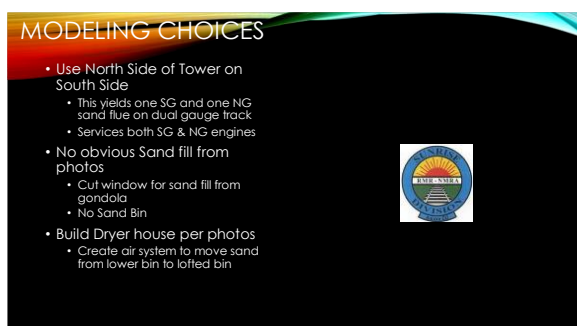 MODELING CHOICES
• Use North Side of Tower on
South Side
• This yields one SG and one NG
sand flue on dual gauge track
• Services both SG & NG engines
• No obvious Sand fill from
photos
• Cut window for sand fill from
gondola
• No Sand Bin
• Build Dryer house per photos
• Create air system to move sand
from lower bin to lofted bin
SUNRISE
RMR - NMRA
DIVISION